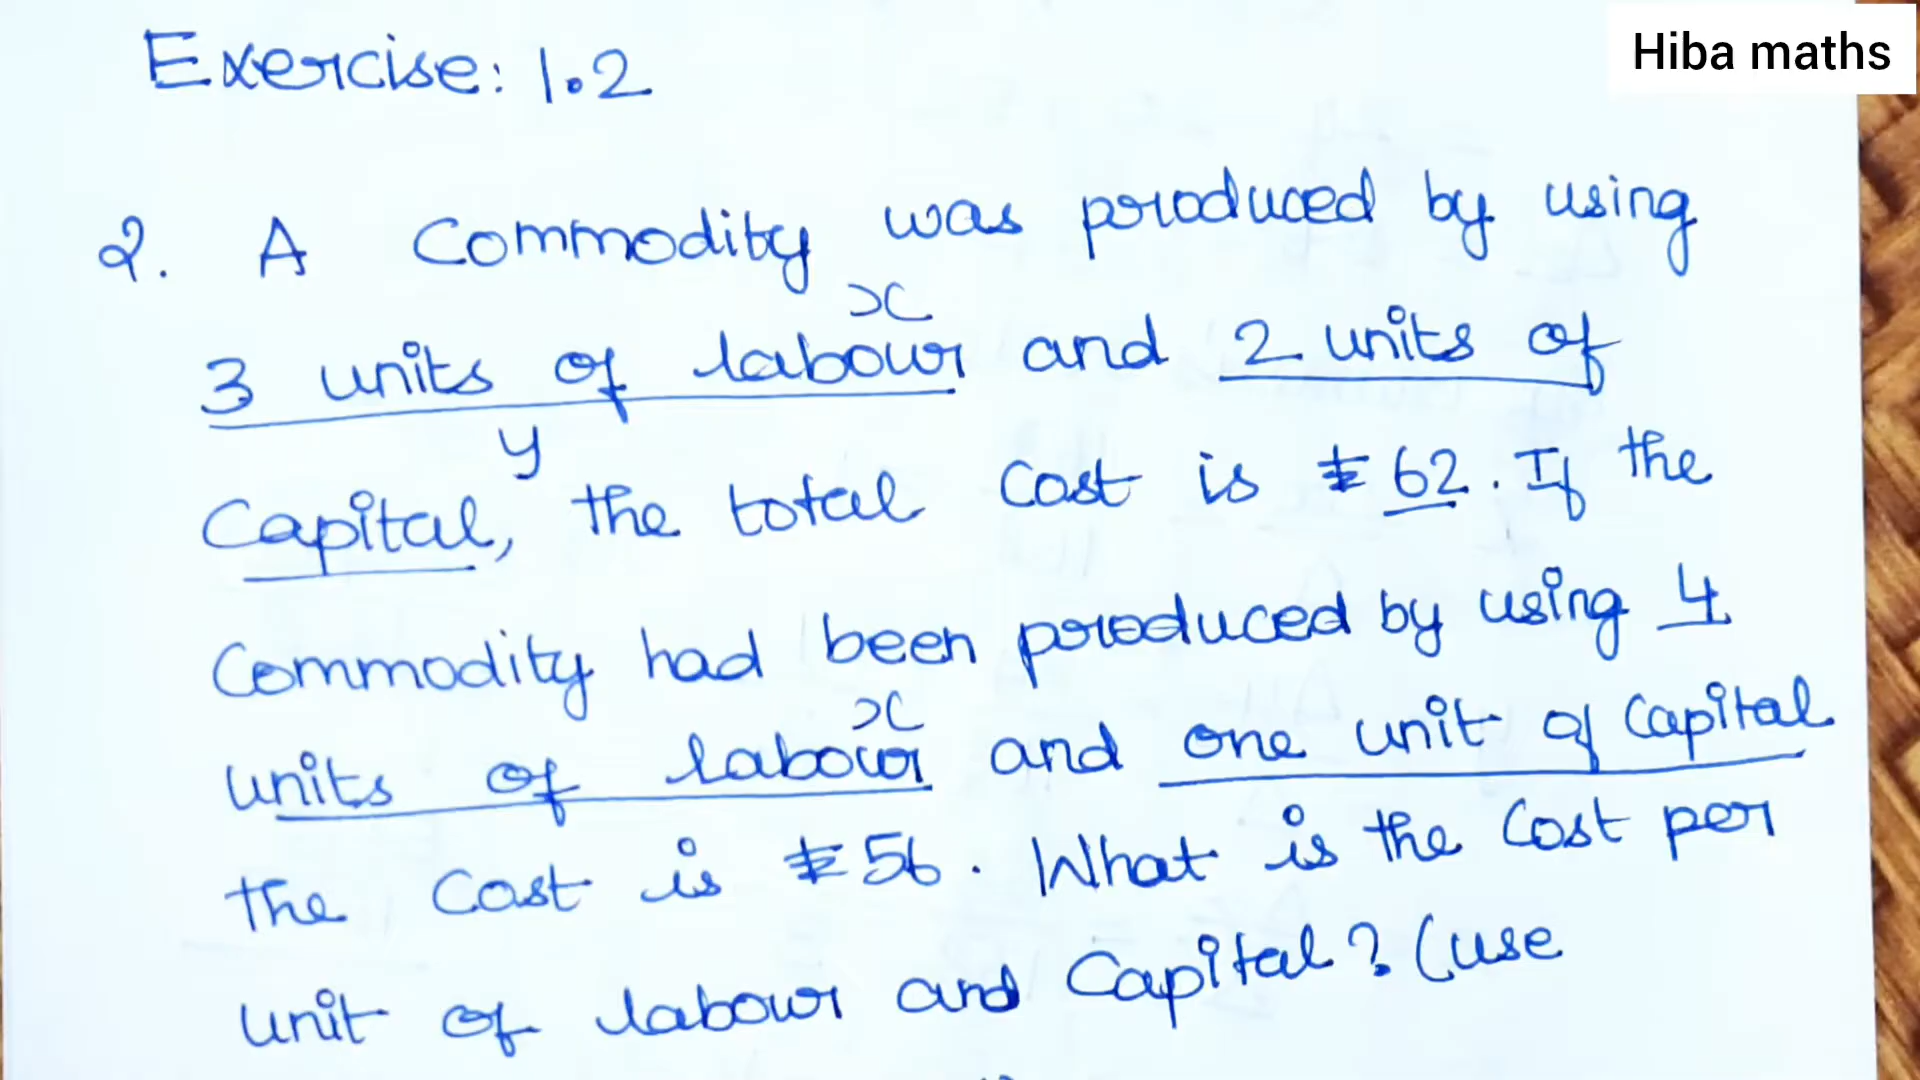 Hiba maths
Exercise: 1.2
2. A Commodity was produced by using
x
3 units of labour and 2 units of
y
Capital, the total cost is ₹ 62. If the
Commodity had been produced by using 4
x
units of labour and one unit of Capital
the cost is ₹ 56. What is the cost per
unit of labour and Capital? (use